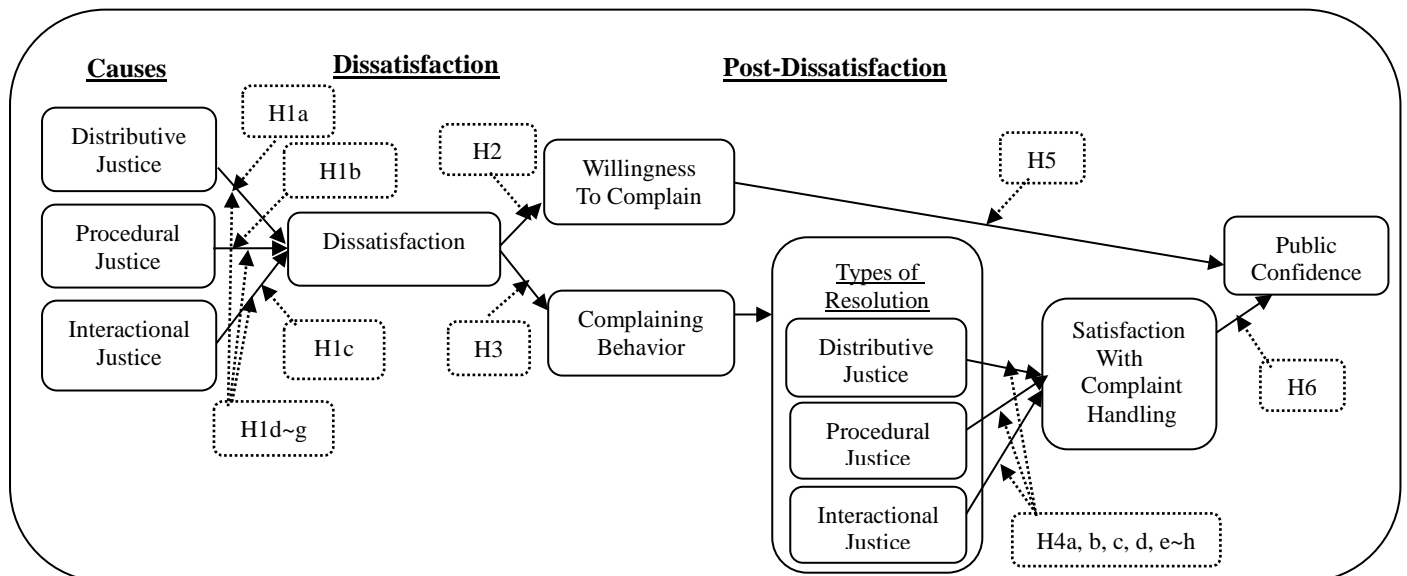 Causes
Dissatisfaction
Post-Dissatisfaction
Distributive
Justice
H1a
H1b
Procedural
Justice
Interactional
Justice
H1c
H1d~g
Dissatisfaction
H2
H3
Willingness
To Complain
Complaining
Behavior
H5
Types of
Resolution
Distributive
Justice
Procedural
Justice
Interactional
Justice
Satisfaction
With
Complaint
Handling
H4a, b, c, d, e~h
Public
Confidence
H6